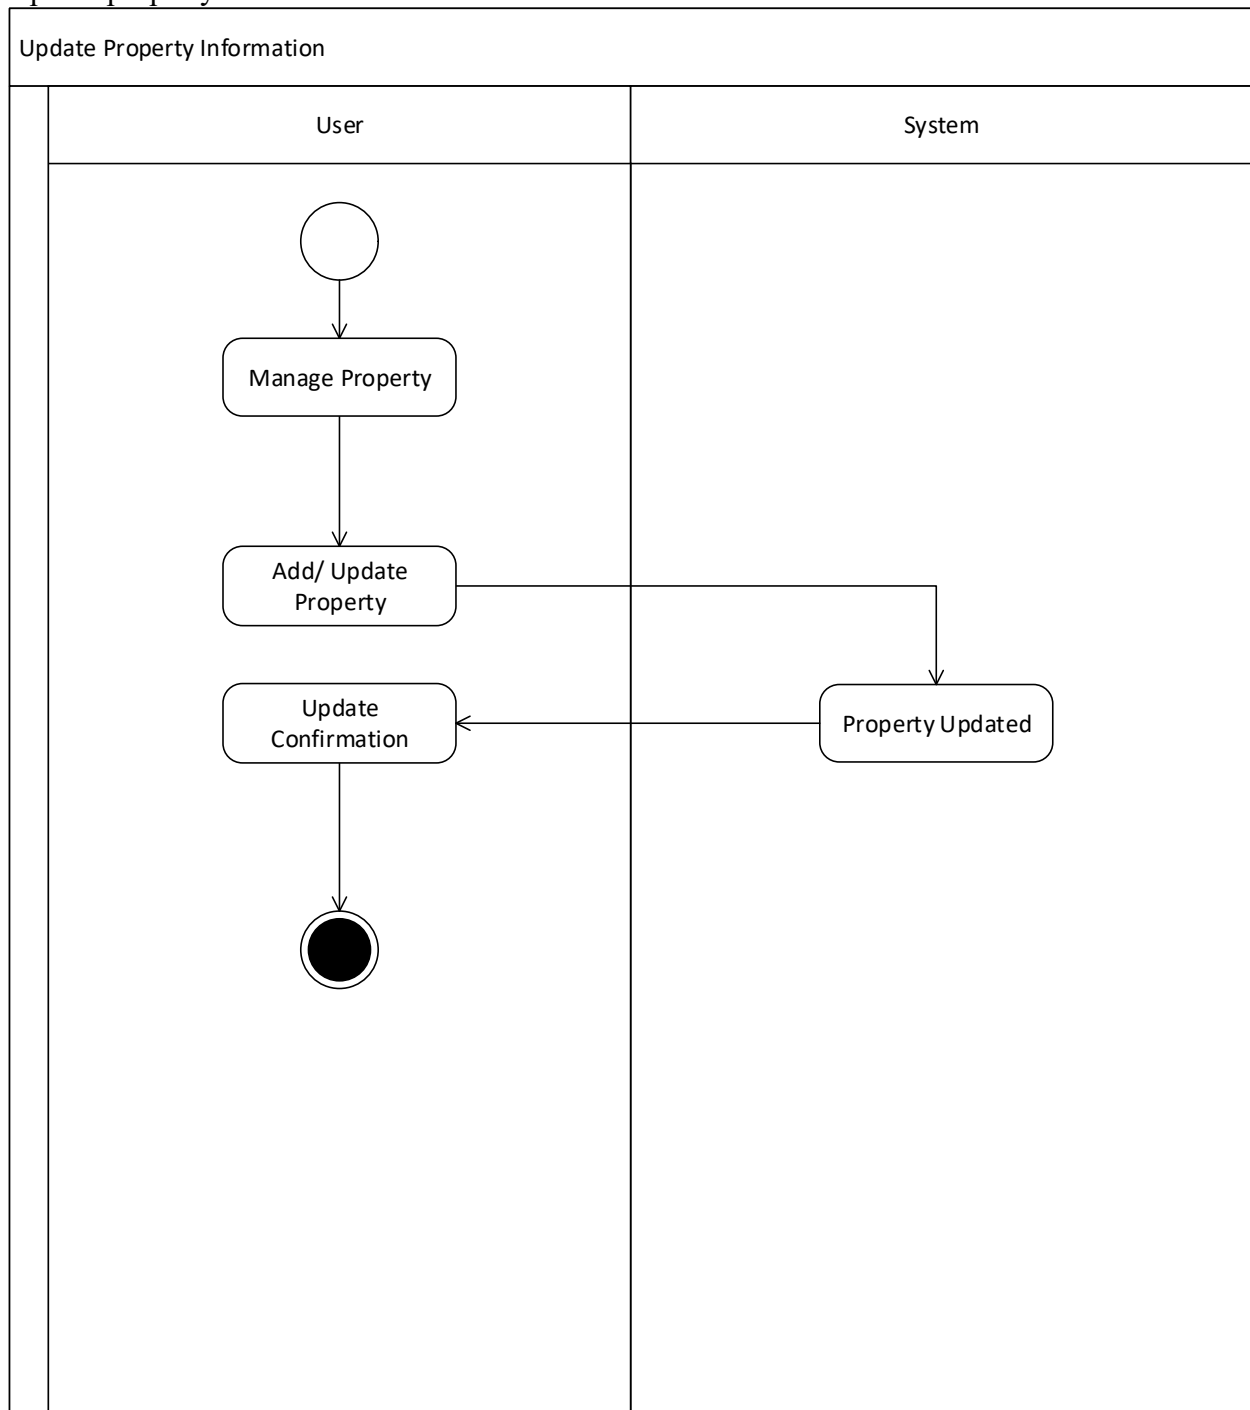 Update Property Information
User
System
Manage Property
Add/ Update
Property
Update
Confirmation
Property Updated